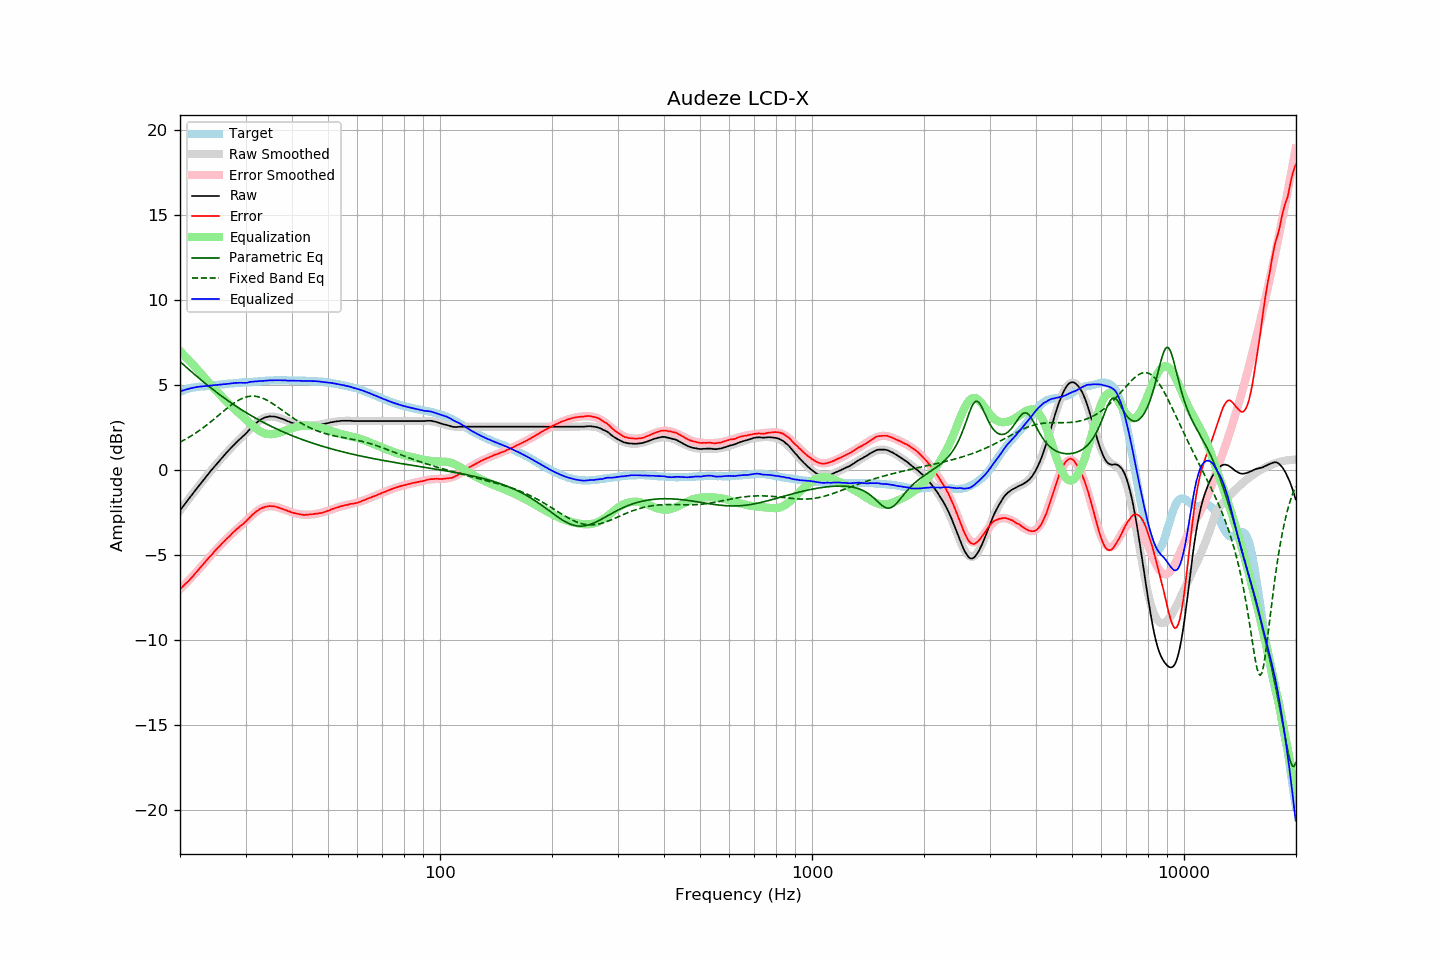 Audeze LCD-X
Target
Raw Smoothed
Error Smoothed
Raw
Error
Equalization
Parametric Eq
Fixed Band Eq
Equalized
20
15
10
5
0
−5
−10
−15
−20
Amplitude (dBr)
100
1000
10000
Frequency (Hz)